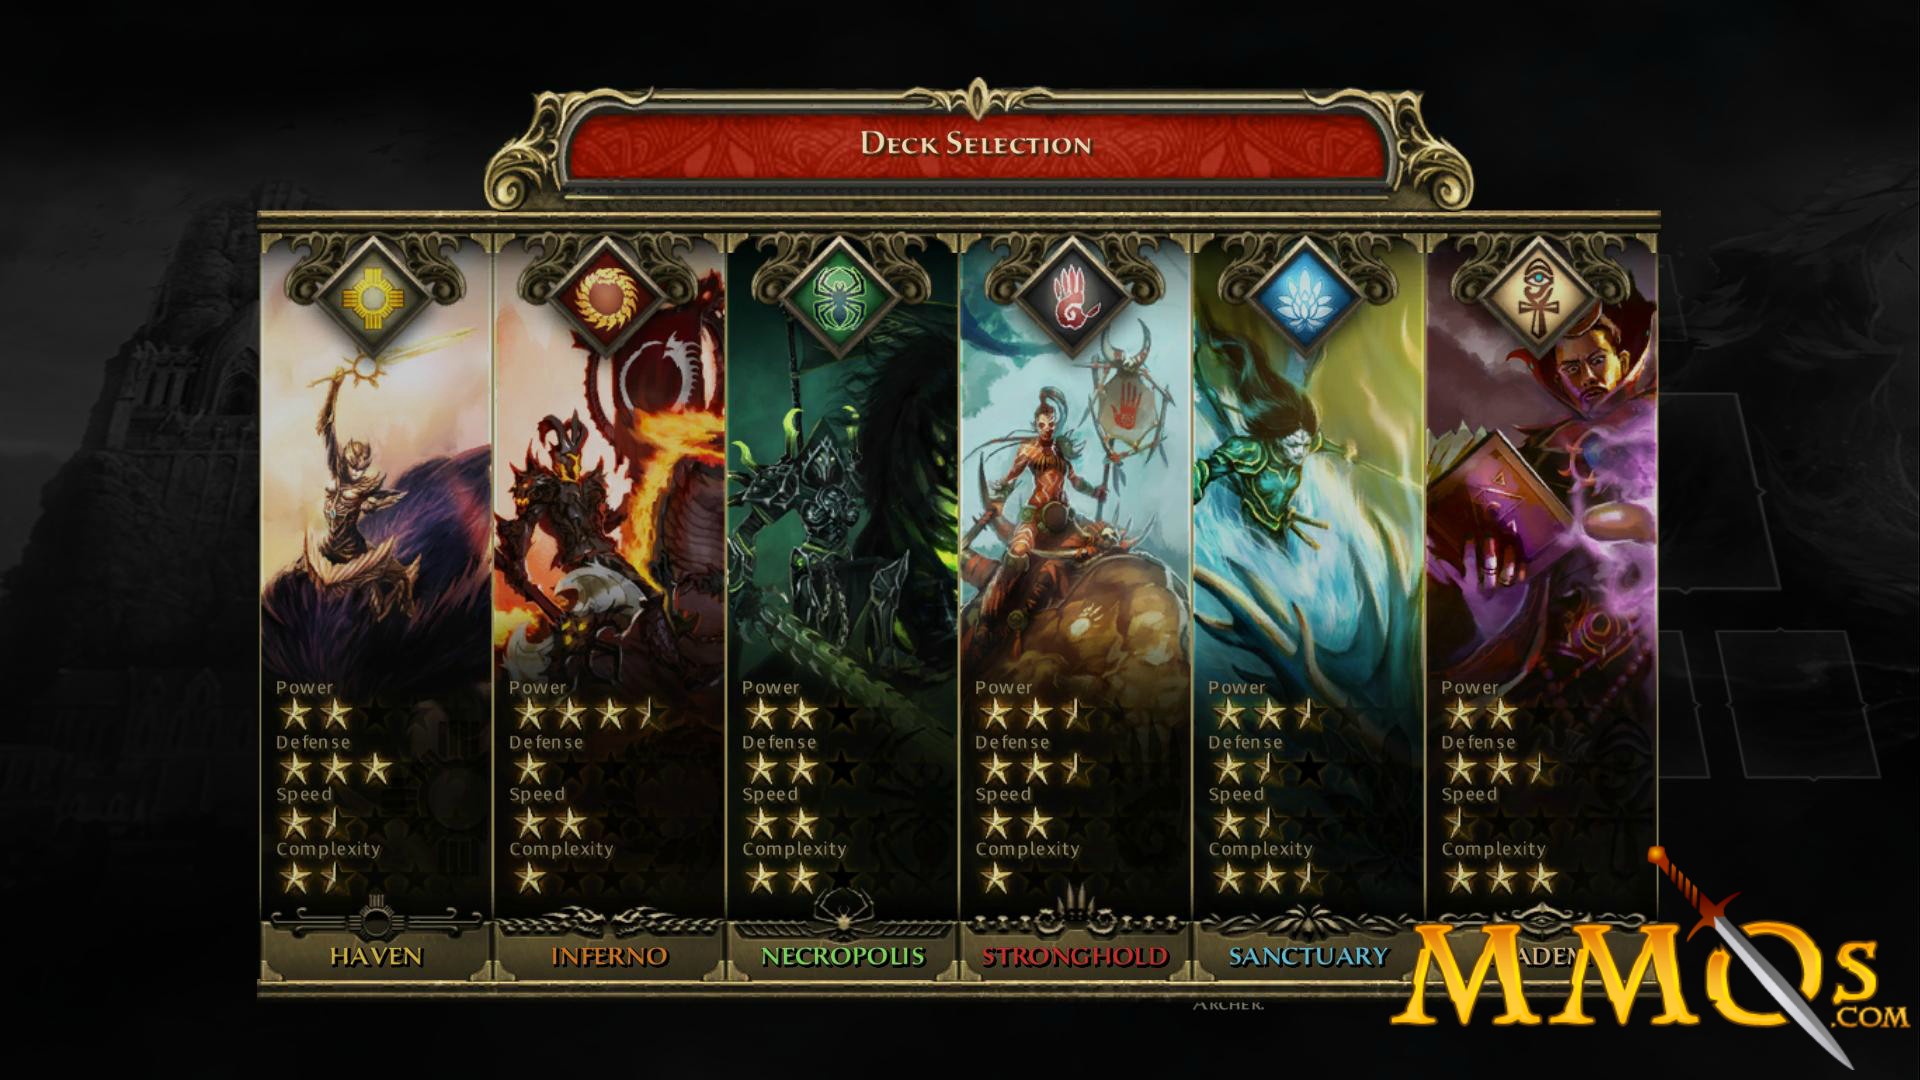 Deck Selection
Power
Defense
Speed
Complexity
HAVEN
Power
Defense
Speed
Complexity
INFERNO
Power
Defense
Speed
Complexity
NECROPOLIS
Power
Defense
Speed
Complexity
STRONGHOLD
Power
Defense
Speed
Complexity
SANCTUARY
Power
Defense
Speed
Complexity
ARCHER.
MMOs
.COM